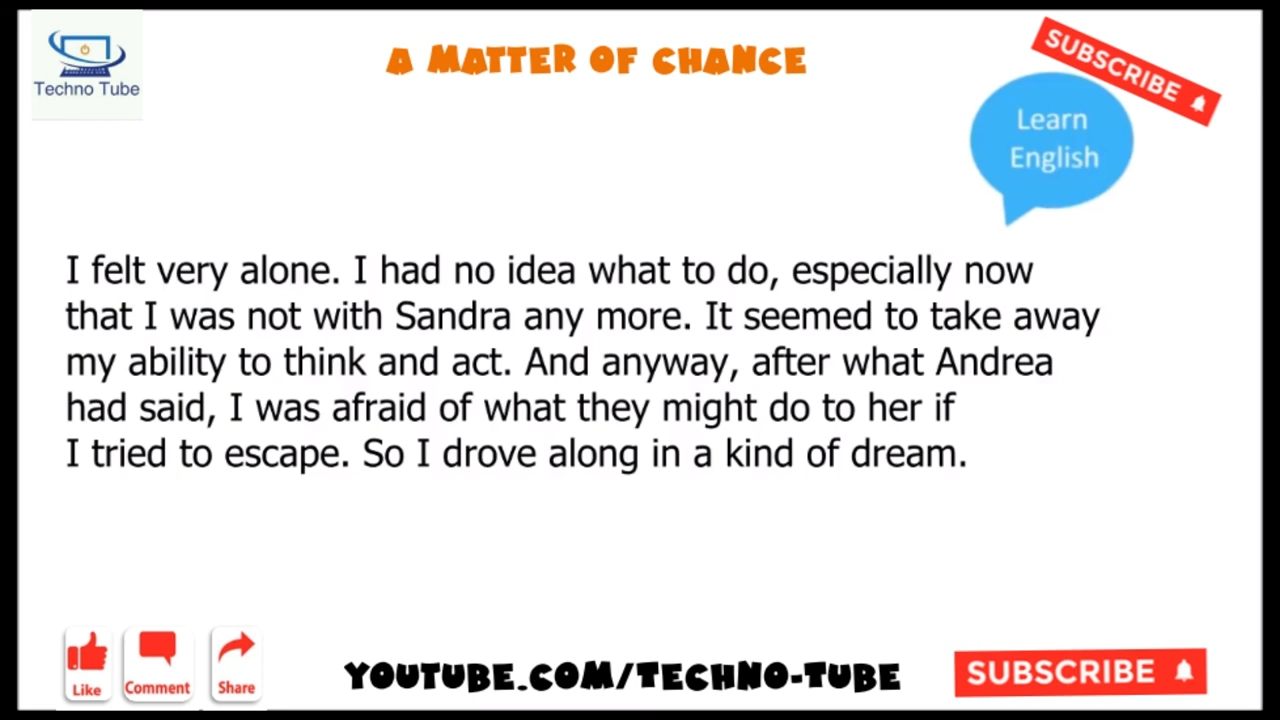 Techno Tube
A MATTER OF CHANCE
SUBSCRIBE
Learn
English
I felt very alone. I had no idea what to do, especially now
that I was not with Sandra any more. It seemed to take away
my ability to think and act. And anyway, after what Andrea
had said, I was afraid of what they might do to her if
I tried to escape. So I drove along in a kind of dream.
Like
Comment
Share
YOUTUBE.COM/TECHNO-TUBE
SUBSCRIBE